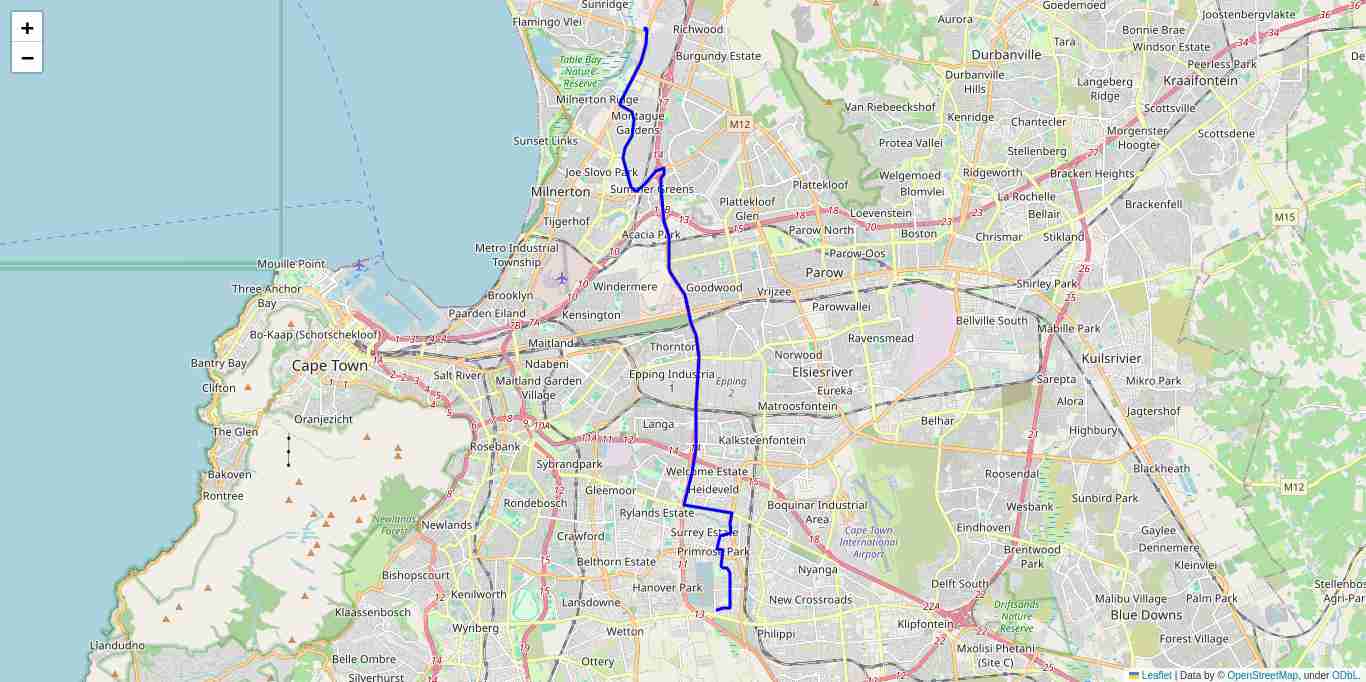 +
−
Sunridge
Flamingo Vlei
Richwood
Table Bay
Nature
Reserve
Burgundy Estate
Milnerton Ridge
Montague
Gardens
Sunset Links
Joe Slovo Park
Milnerton
Summer Greens
Tijgerhof
Acacia Park
Metro Industrial
Township
Mouille Point
Three Anchor
Bay
Brooklyn
Paarden Eiland
Windermere
Kensington
Goodwood
Vrijzee
Bo-Kaap (Schotschekloof)
Maitland
Thornton
Bantry Bay
Cape Town
Clifton
Salt River
Ndabeni
Maitland Garden
Village
Epping Industria
1
Epping
2
Oranjezicht
The Glen
Langa
Rosebank
Bakoven
Rontree
Sybrandpark
Welcome Estate
Heideveld
Gleemoor
Rondebosch
Rylands Estate
Newlands
Forest
Newlands
Crawford
Surrey Estate
Primrose Park
Belthorn Estate
Bishopscourt
Kenilworth
Hanover Park
Lansdowne
Klaassenbosch
Wynberg
Wetton
Philippi
Llandudno
Belle Ombre
Ottery
Silverhurst
Goedemoed
Aurora
Joostenbergvlakte
Tara
Bonnie Brae
Windsor Estate
Durbanville
Peerless Park
Durbanville
Hills
Langeberg
Ridge
Kraaifontein
Van Riebeeckshof
Scottsville
Kenridge
Chantecler
M12
Morgenster
Hoogter
Scottsdene
Protea Vallei
Stellenberg
Welgemoed
Ridgeworth
Bracken Heights
Plattekloof
Blomvlei
La Rochelle
Plattekloof
Glen
Loevenstein
Bellair
Brackenfell
M15
Parow North
Boston
Chrismar
Stikland
Parow-Oos
Parow
Shirley Park
Parowvallei
Bellville South
Mabille Park
Ravensmead
Norwood
Kuilsrivier
Elsiesriver
Sarepta
Mikro Park
Eureka
Alora
Matroosfontein
Jagtershof
Belhar
Highbury
Kalksteenfontein
Blackheath
Roosendal
M12
Sunbird Park
Boquinar Industrial
Area
Wesbank
Cape Town
International
Airport
Eindhoven
Gaylee
Dennemere
Brentwood
Park
Kleinvlei
Nyanga
Delft South
New Crossroads
Malibu Village
Palm Park
Blue Downs
Driftsands
Nature
Reserve
Klipfontein
Forest Village
Mxolisi Phetani
(Site C)
Leaflet | Data by © OpenStreetMap, under ODbL.